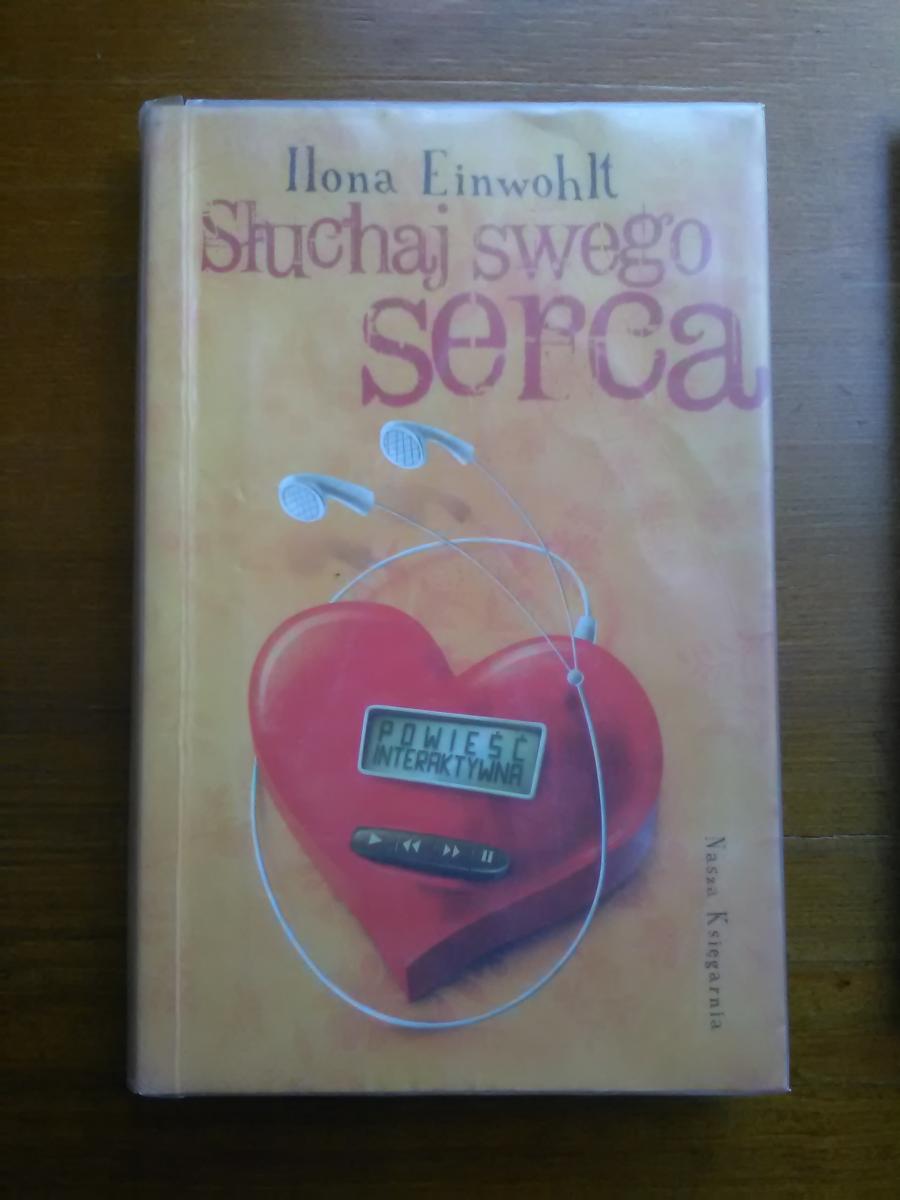 Ilona Einwohlt
Słuchaj swego
serca
POWIEŚĆ
INTERAKTYWNA
Nasza Księgarnia